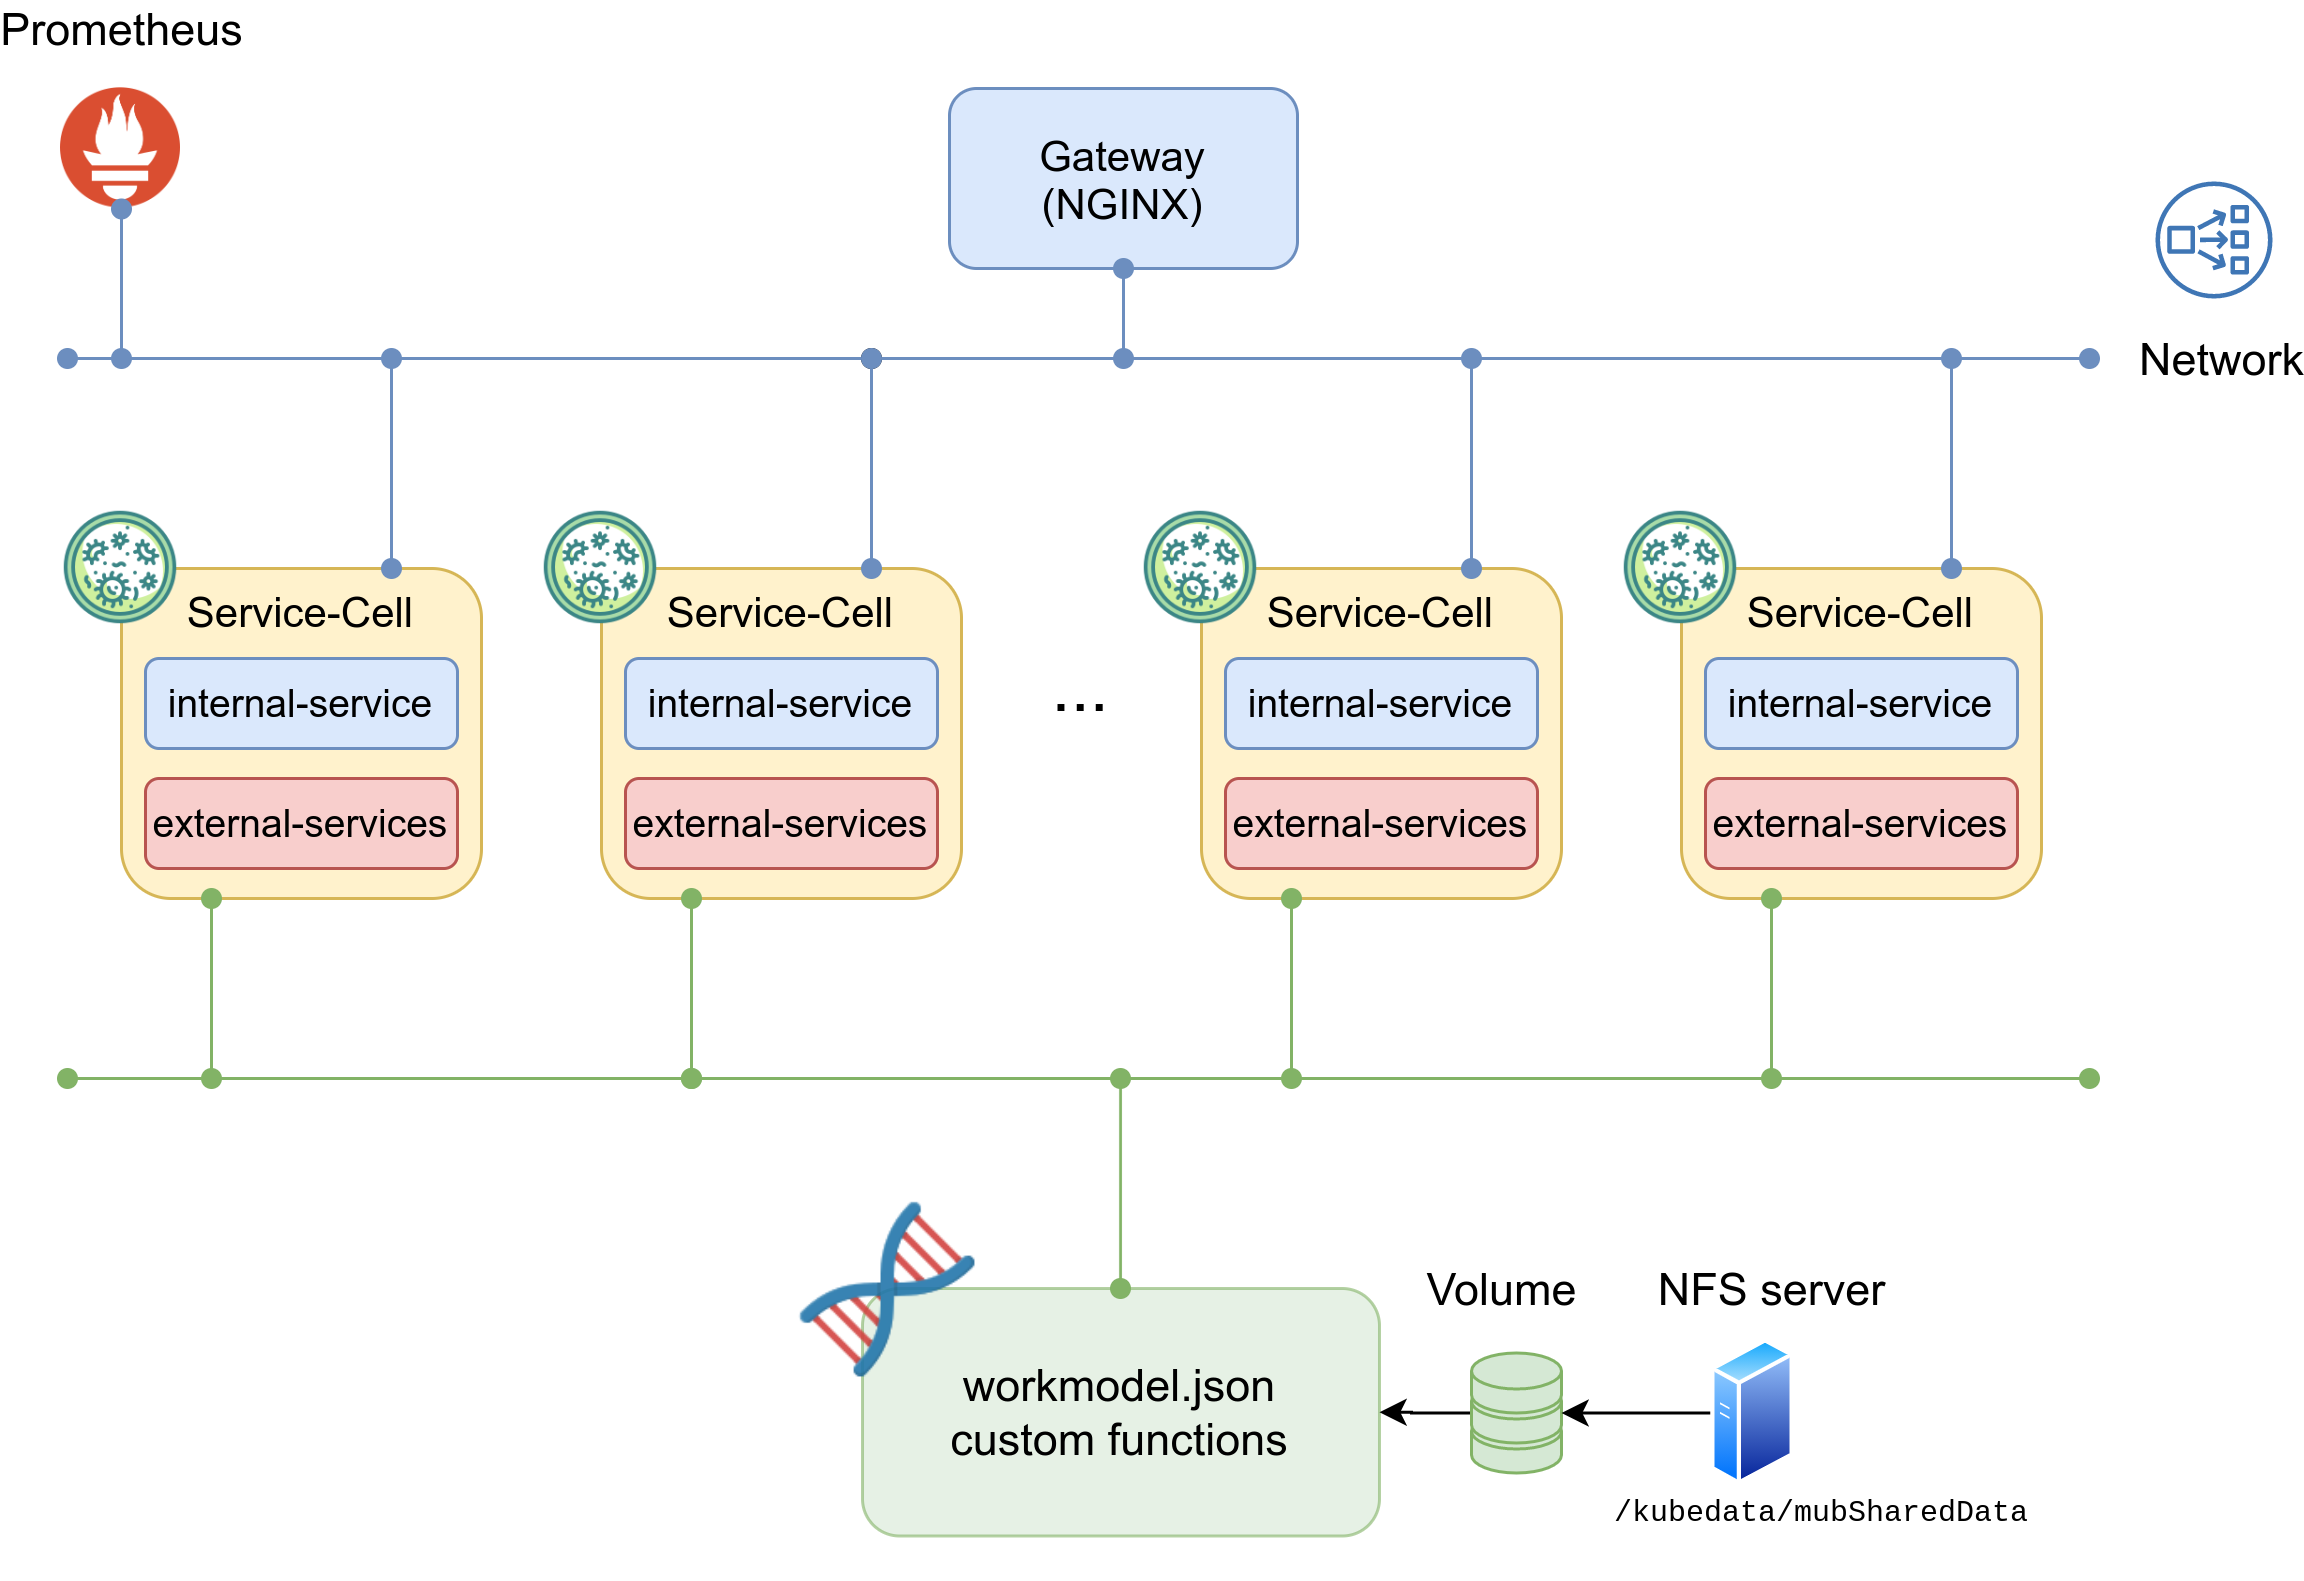 Prometheus
Gateway
(NGINX)
Network
Service-Cell
internal-service
external-services
Service-Cell
internal-service
external-services
...
Service-Cell
internal-service
external-services
Service-Cell
internal-service
external-services
workmodel.json
custom functions
Volume
NFS server
/kubedata/mubSharedData